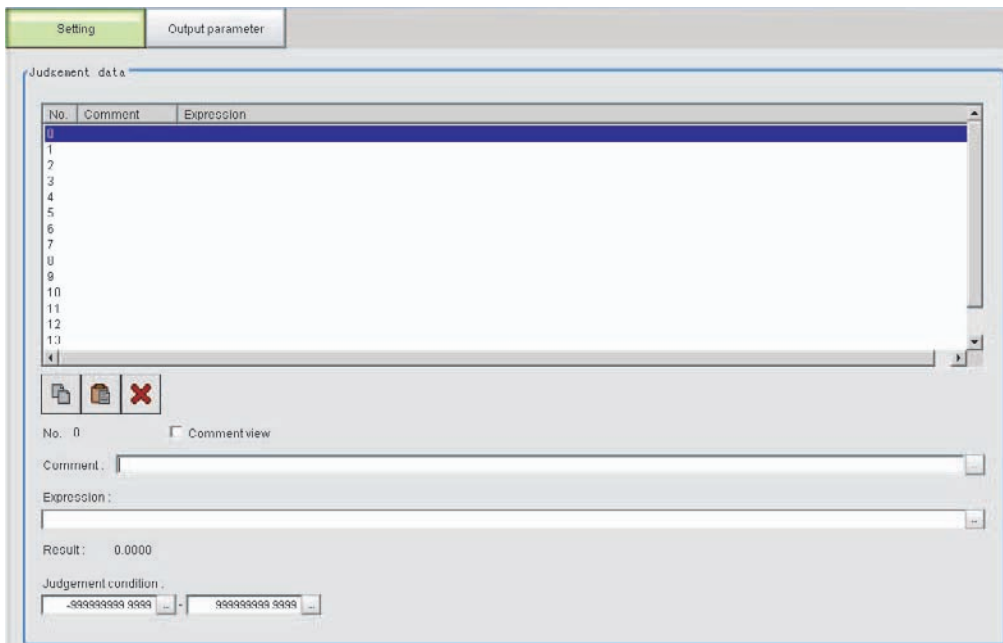 Setting Output parameter
Judgement data
No. Comment Expression
0
1
2
3
4
5
6
7
8
9
10
11
12
13
No. 0 Comment view
Comment :
Expression :
Result : 0.0000
Judgement condition :
-999999999.9999 .. - 999999999.9999 ..